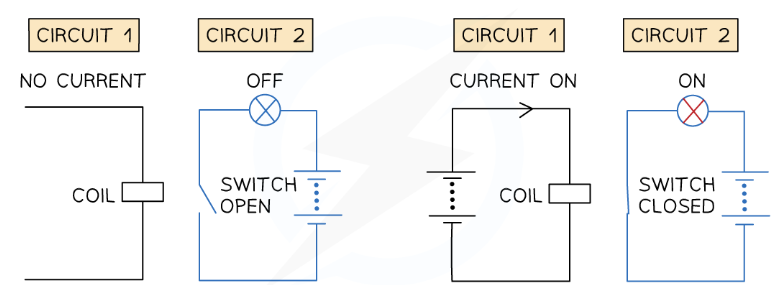 CIRCUIT 1
CIRCUIT 2
CIRCUIT 1
CIRCUIT 2
NO CURRENT
OFF
CURRENT ON
ON
COIL
SWITCH
OPEN
COIL
SWITCH
CLOSED